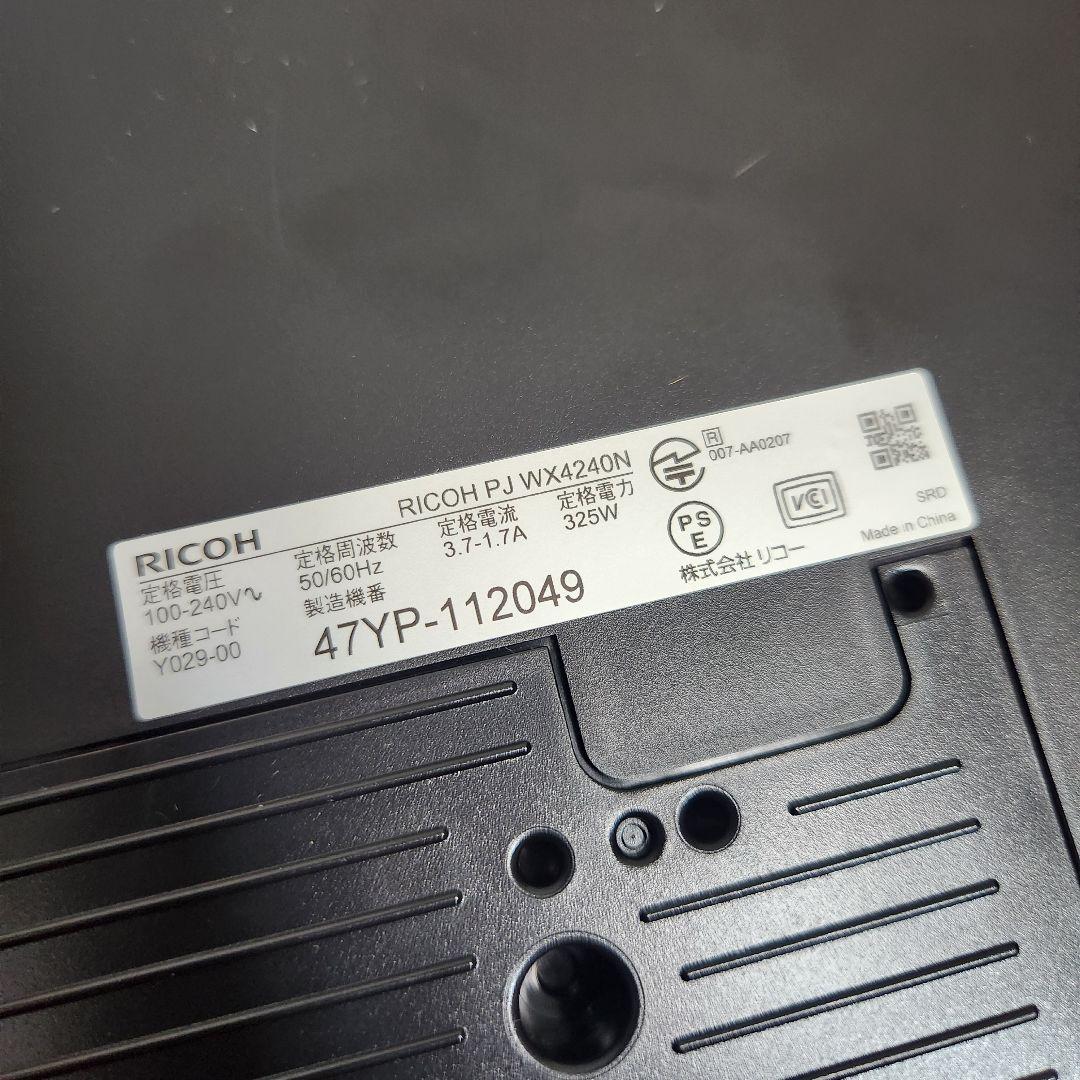 RICOH
RICOH PJ WX4240N
定格電圧
100-240V～
定格周波数
50/60Hz
定格電流
3.7-1.7A
定格電力
325W
機種コード
Y029-00
製造機番
47YP-112049
R
007-AA0207
PS
E
VCI
株式会社リコー
SRD
Made in China